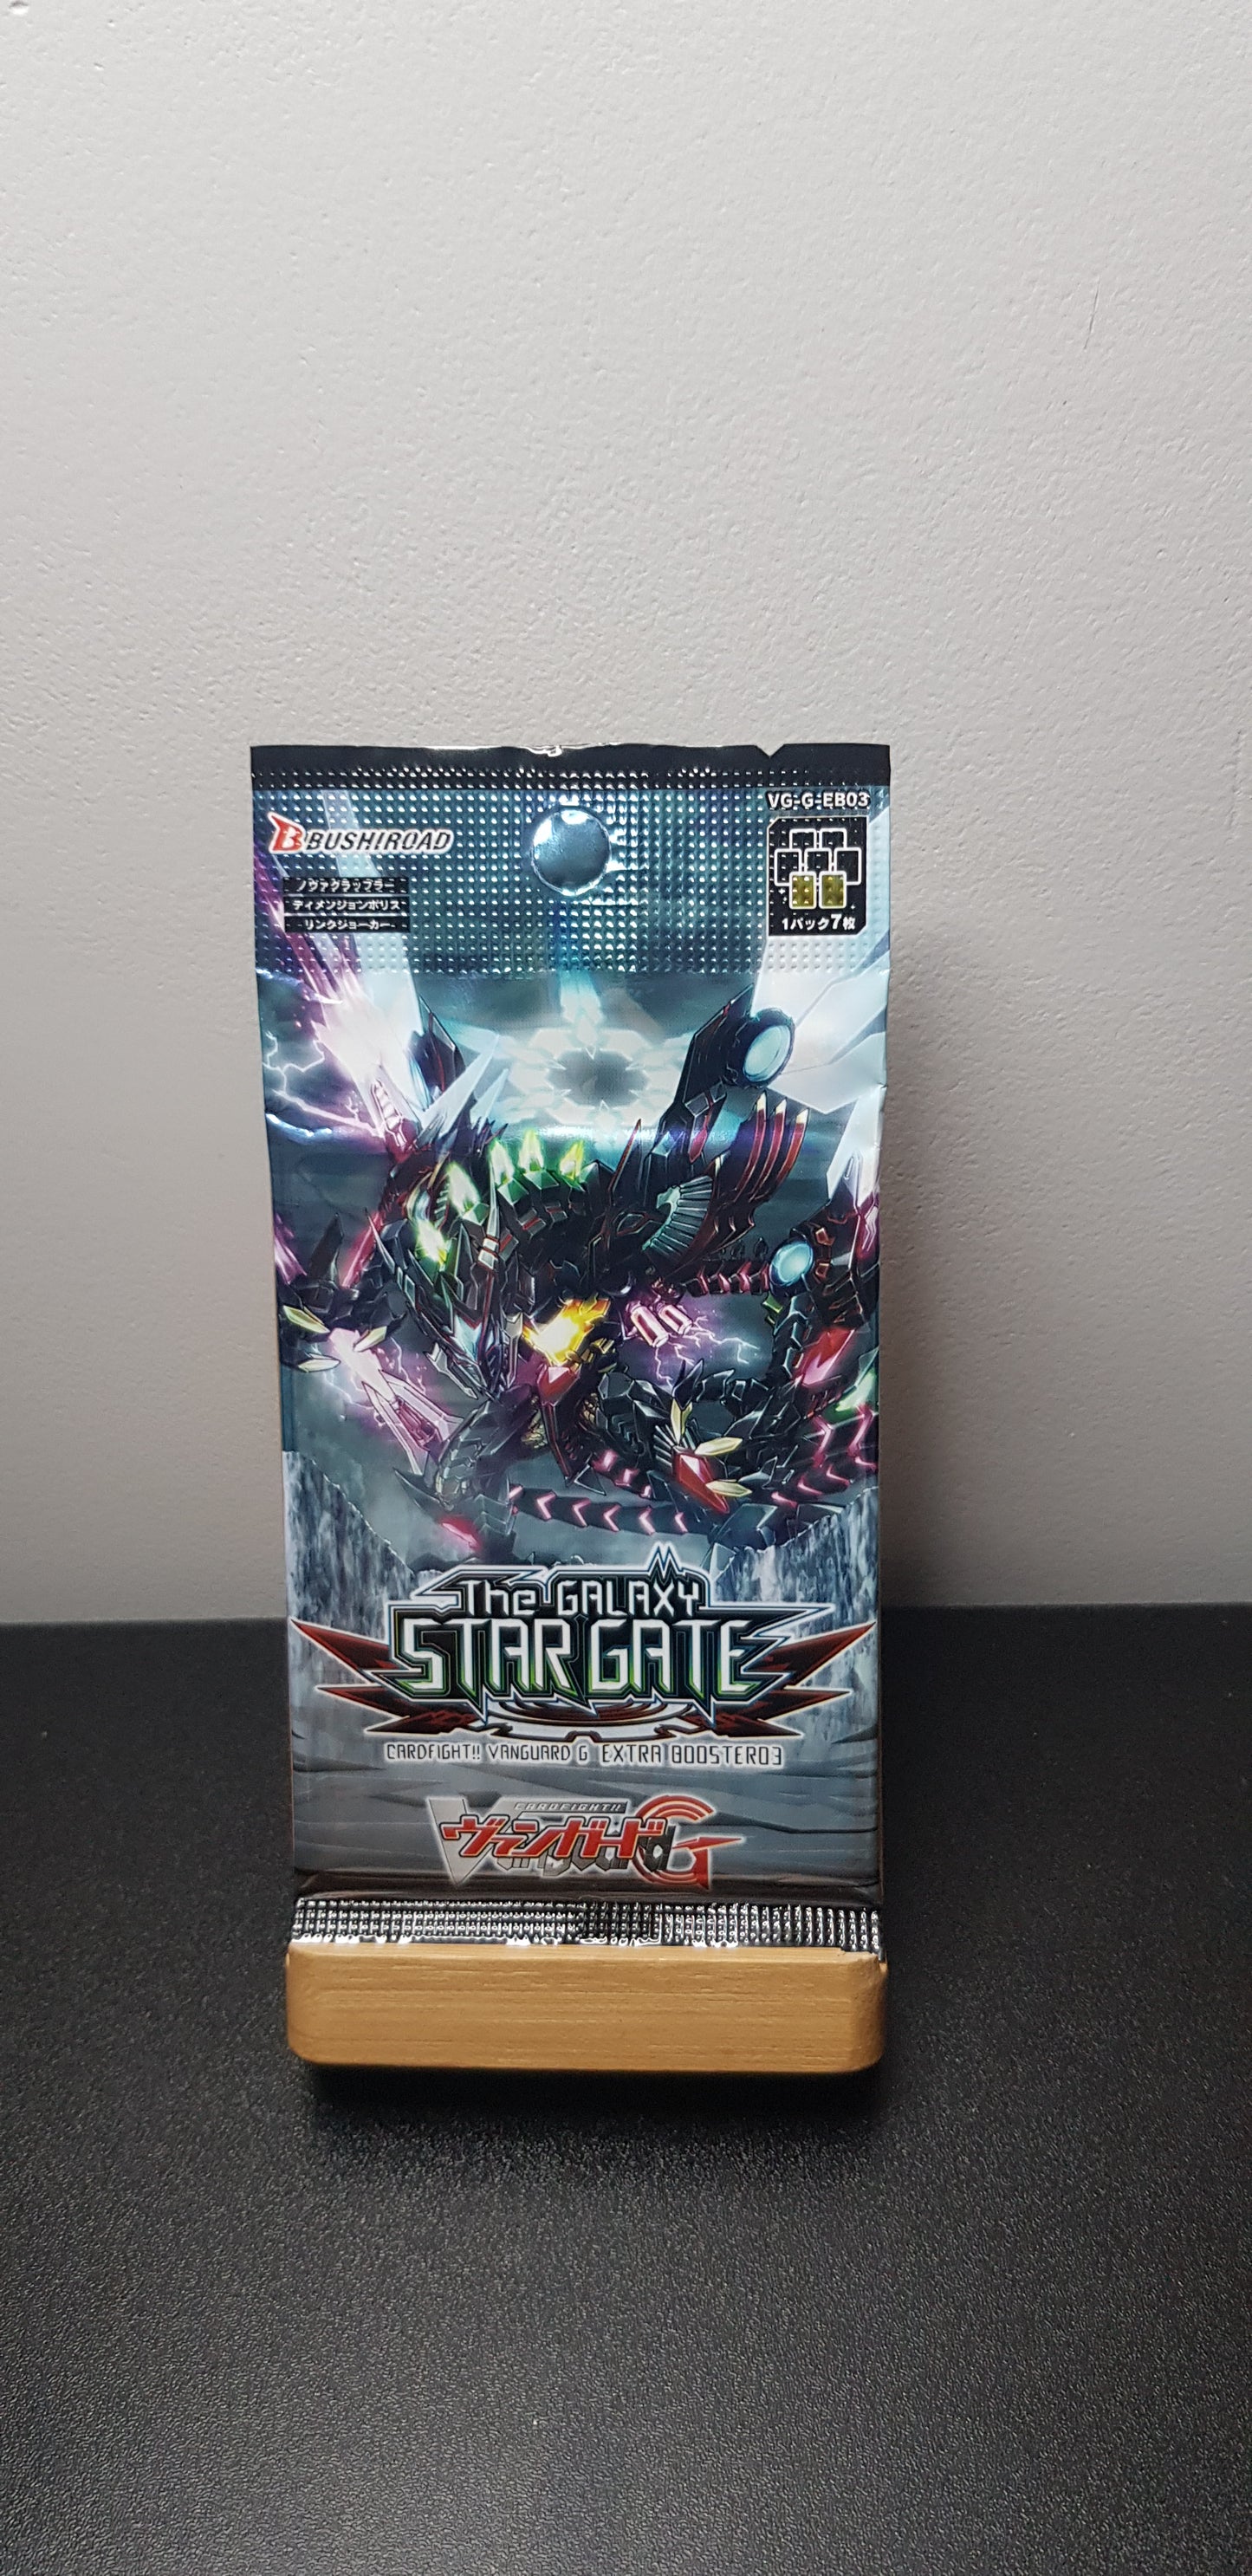 VG-G-EB03
BUSHIROAD
ノヴァグラップラー
ディメンジョンポリス
リンクジョーカー
1パック7枚
The GALAXY
STAR GATE
CARDFIGHT!! VANGUARD G EXTRA BOOSTER03
CARDFIGHT!!
ヴァンガードG
Vanguard